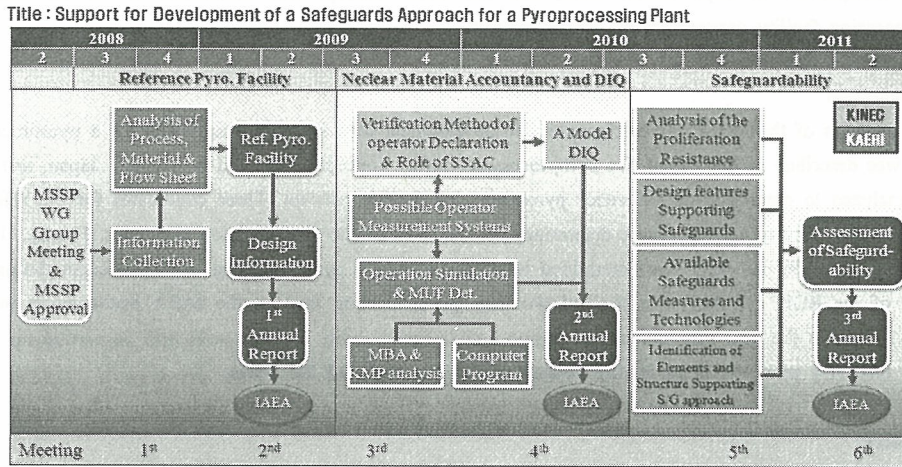 Title : Support for Development of a Safeguards Approach for a Pyroprocessing Plant
2008 2009 2010 2011
2 3 4 1 2 3 4 1 2 3 4 1 2
Reference Pyro. Facility
Neclear Material Accountancy and DIQ
Safeguardability
MSSP
WG
Group
Meeting
&
MSSP
Approval
Analysis of
Process,
Material &
Flow Sheet
Information
Collection
Ref. Pyro.
Facility
Design
Information
1st
Annual
Report
IAEA
Verification Method of
operator Declaration
& Role of SSAC
Possible Operator
Measurement Systems
Operation Simulation
& MUF Det.
MBA &
KMP analysis
Computer
Program
A Model
DIQ
2nd
Annual
Report
IAEA
Analysis of the
Proliferation
Resistance
Design features
Supporting
Safeguards
Available
Safeguards
Measures and
Technologies
Identification of
Elements and
Structure Supporting
S/G approach
KINEC
KAERI
Assessment
of Safegurd-
ability
3rd
Annual
Report
IAEA
Meeting 1st 2nd 3rd 4th 5th 6th